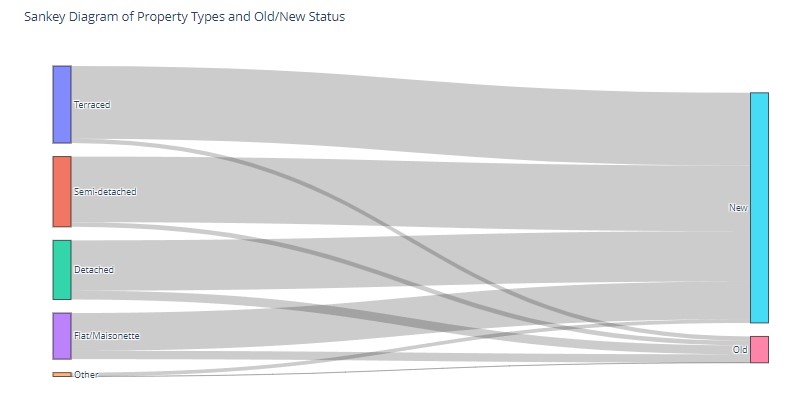 Sankey Diagram of Property Types and Old/New Status
Terraced
Semi-detached
Detached
Flat/Maisonette
Other
New
Old